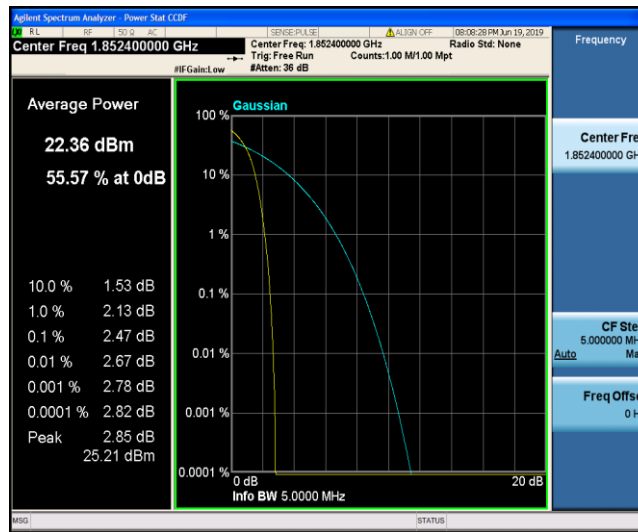 Agilent Spectrum Analyzer - Power Stat CCDF
RL RF 50 Ω AC SENSE:PULSE ALIGN OFF 08:08:28 PM Jun 19, 2019
Center Freq 1.852400000 GHz
Center Freq: 1.852400000 GHz Radio Std: None
Trig: Free Run Counts:1.00 M/1.00 Mpt
#IFGain:Low #Atten: 36 dB
Frequency
Average Power
22.36 dBm
55.57 % at 0dB
10.0 % 1.53 dB
1.0 % 2.13 dB
0.1 % 2.47 dB
0.01 % 2.67 dB
0.001 % 2.78 dB
0.0001 % 2.82 dB
Peak 2.85 dB
25.21 dBm
Gaussian
100 %
10 %
1 %
0.1 %
0.01 %
0.001 %
0.0001 %
0 dB 20 dB
Info BW 5.0000 MHz
Center Fre
1.852400000 GH
CF Ste
5.000000 MH
Auto Ma
Freq Offse
0 H
MSG STATUS